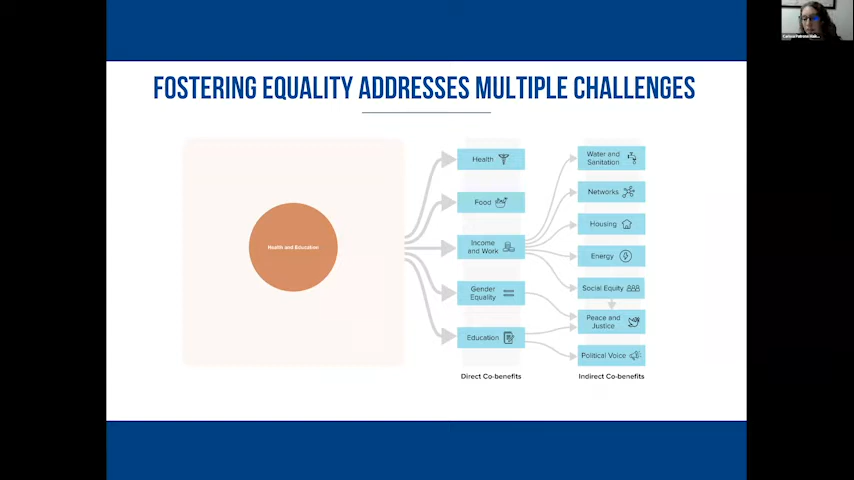 FOSTERING EQUALITY ADDRESSES MULTIPLE CHALLENGES
Health and Education
Health
Food
Income
and Work
Gender
Equality
Education
Direct Co-benefits
Water and
Sanitation
Networks
Housing
Energy
Social Equity
Peace and
Justice
Political Voice
Indirect Co-benefits